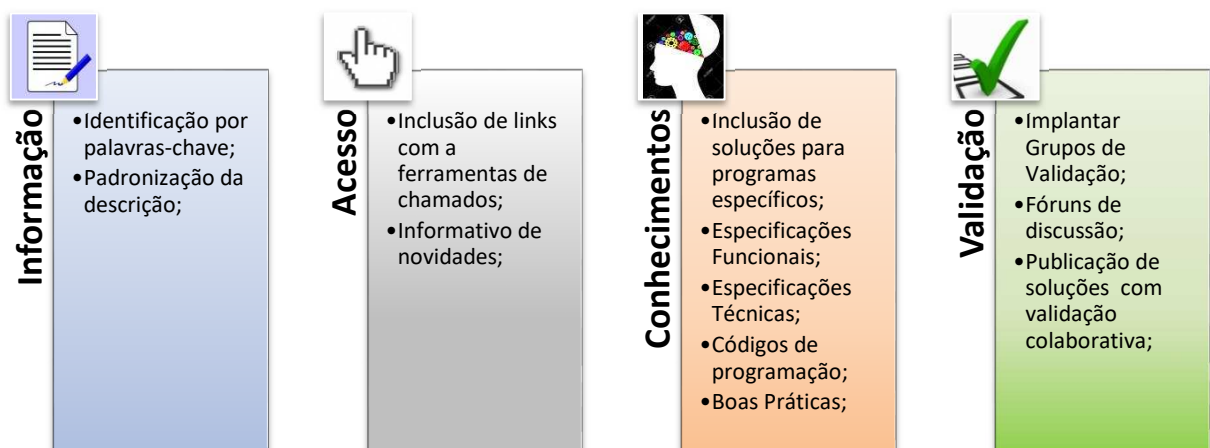 Informação
•Identificação por
palavras-chave;
•Padronização da
descrição;
Acesso
•Inclusão de links
com a
ferramentas de
chamados;
•Informativo de
novidades;
Conhecimentos
•Inclusão de
soluções para
programas
específicos;
•Especificações
Funcionais;
•Especificações
Técnicas;
•Códigos de
programação;
•Boas Práticas;
Validação
•Implantar
Grupos de
Validação;
•Fóruns de
discussão;
•Publicação de
soluções com
validação
colaborativa;